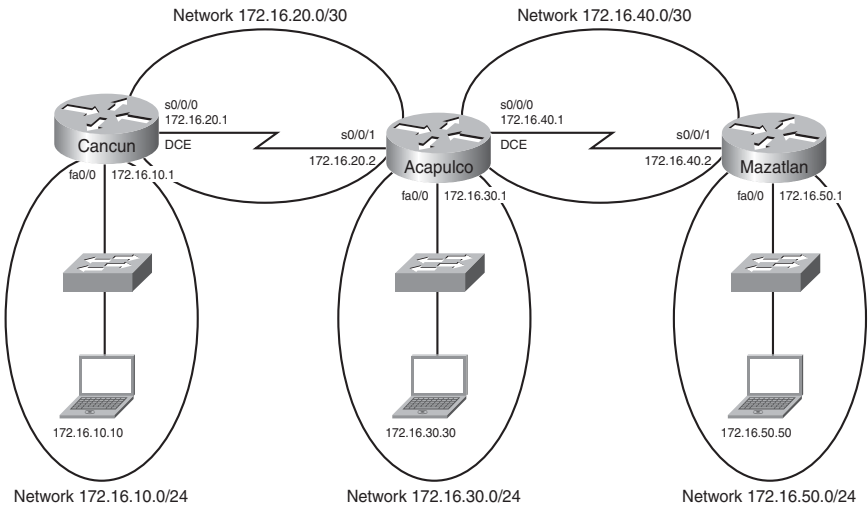 Network 172.16.20.0/30
Network 172.16.40.0/30
s0/0/0
172.16.20.1
DCE
s0/0/1
172.16.20.2
s0/0/0
172.16.40.1
DCE
s0/0/1
172.16.40.2
Cancun
Acapulco
Mazatlan
fa0/0
172.16.10.1
fa0/0
172.16.30.1
fa0/0
172.16.50.1
172.16.10.10
172.16.30.30
172.16.50.50
Network 172.16.10.0/24
Network 172.16.30.0/24
Network 172.16.50.0/24